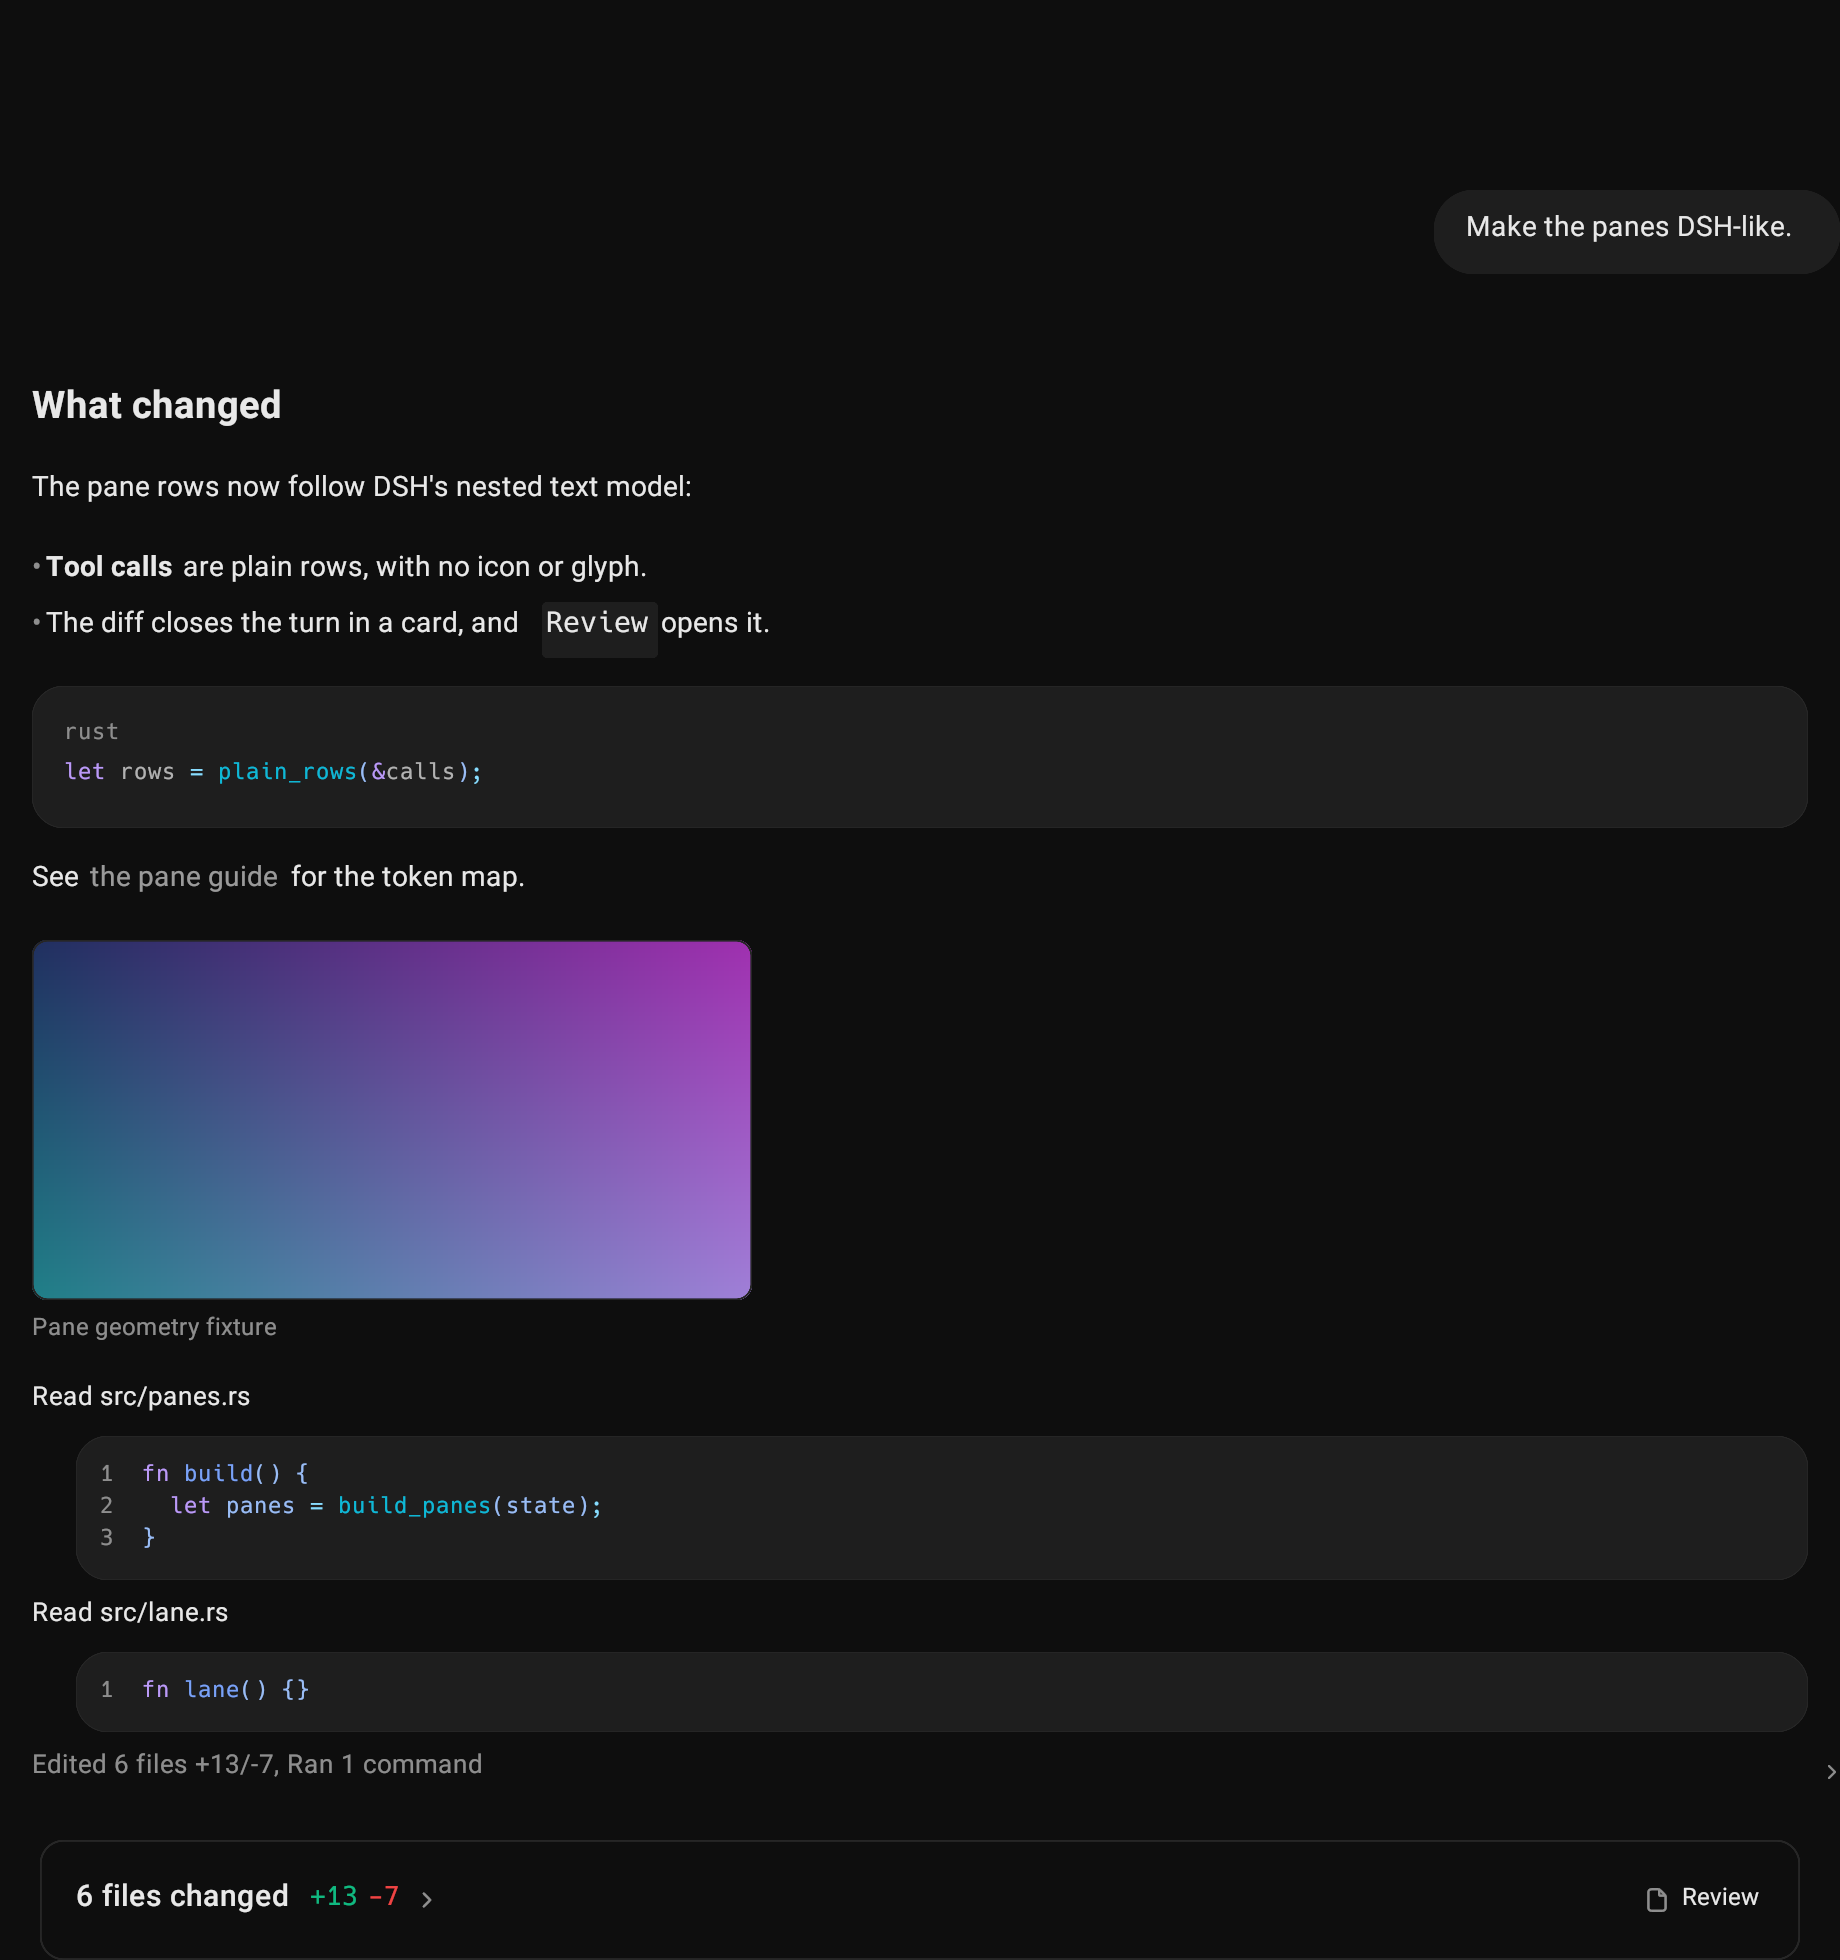 Make the panes DSH-like.
What changed
The pane rows now follow DSH's nested text model:
• Tool calls are plain rows, with no icon or glyph.
• The diff closes the turn in a card, and Review opens it.
rust
let rows = plain_rows(&calls);
See the pane guide for the token map.
Pane geometry fixture
Read src/panes.rs
1 fn build() {
2   let panes = build_panes(state);
3 }
Read src/lane.rs
1 fn lane() {}
Edited 6 files +13/-7, Ran 1 command
6 files changed +13 -7 Review